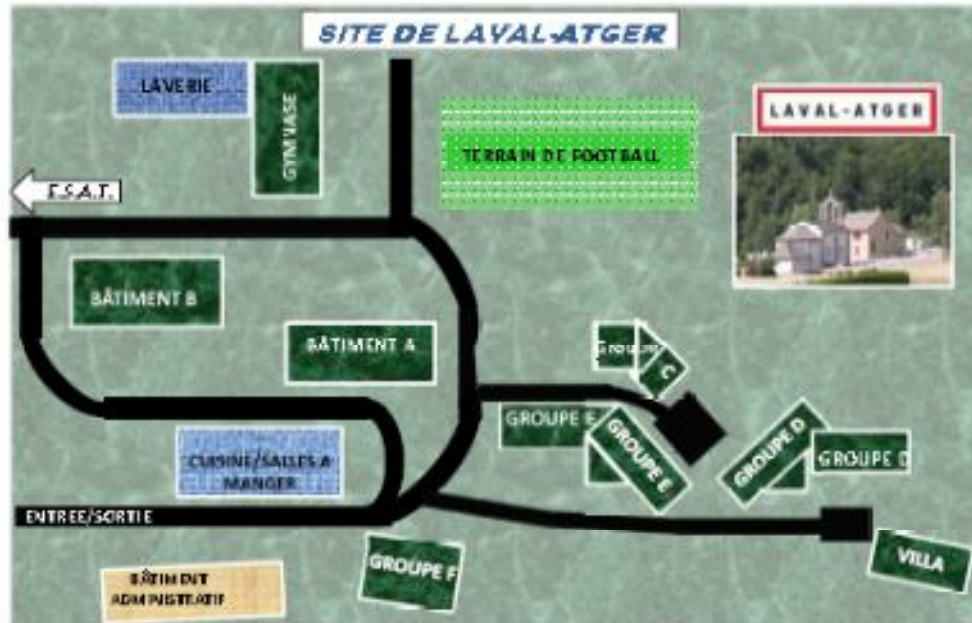 SITE DE LAVAL-ATGER
LAVERIE
GYMNASE
TERRAIN DE FOOTBALL
LAVAL-ATGER
E.S.A.T.
BÂTIMENT B
BÂTIMENT A
GROUPE
C
GROUPE E
GROUPE E
GROUPE D
GROUPE D
CUISINE/SALLES A
MANGER
ENTREE/SORTIE
GROUPE F
VILLA
BÂTIMENT
ADMINISTRATIF